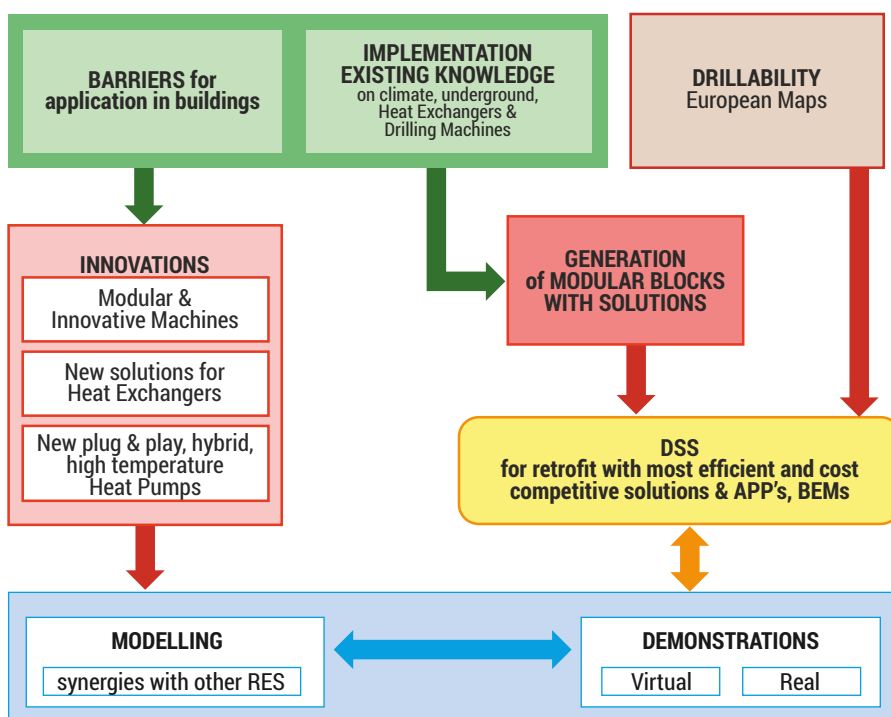 BARRIERS for
application in buildings
IMPLEMENTATION
EXISTING KNOWLEDGE
on climate, underground,
Heat Exchangers &
Drilling Machines
DRILLABILITY
European Maps
INNOVATIONS
Modular &
Innovative Machines
New solutions for
Heat Exchangers
New plug & play, hybrid,
high temperature
Heat Pumps
GENERATION
of MODULAR BLOCKS
WITH SOLUTIONS
DSS
for retrofit with most efficient and cost
competitive solutions & APP's, BEMs
MODELLING
synergies with other RES
DEMONSTRATIONS
Virtual
Real